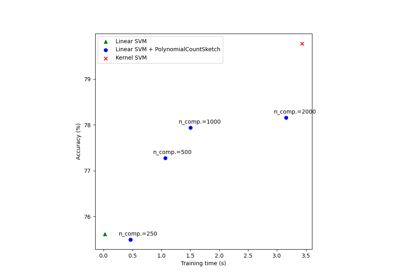 Linear SVM
Linear SVM + PolynomialCountSketch
Kernel SVM
79
n_comp.=2000
n_comp.=1000
78
Accuracy (%)
n_comp.=500
77
n_comp.=250
76
0.0 0.5 1.0 1.5 2.0 2.5 3.0 3.5
Training time (s)